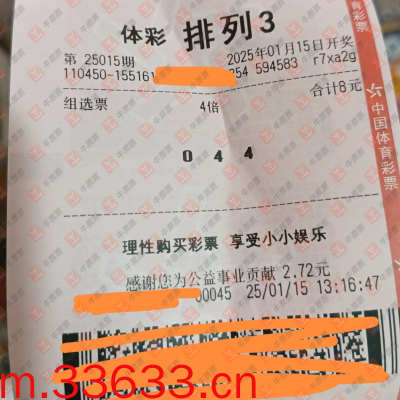 体彩 排列3
第 25015期 2025年01月15日开奖
110450-15516 254 594583 r7xa2g
组选票 4倍 合计8元
0 4 4
理性购买彩票 享受小小娱乐
感谢您为公益事业贡献 2.72元
00045 25/01/15 13:16:47
m.33633.cn
育彩票
中国体育彩票